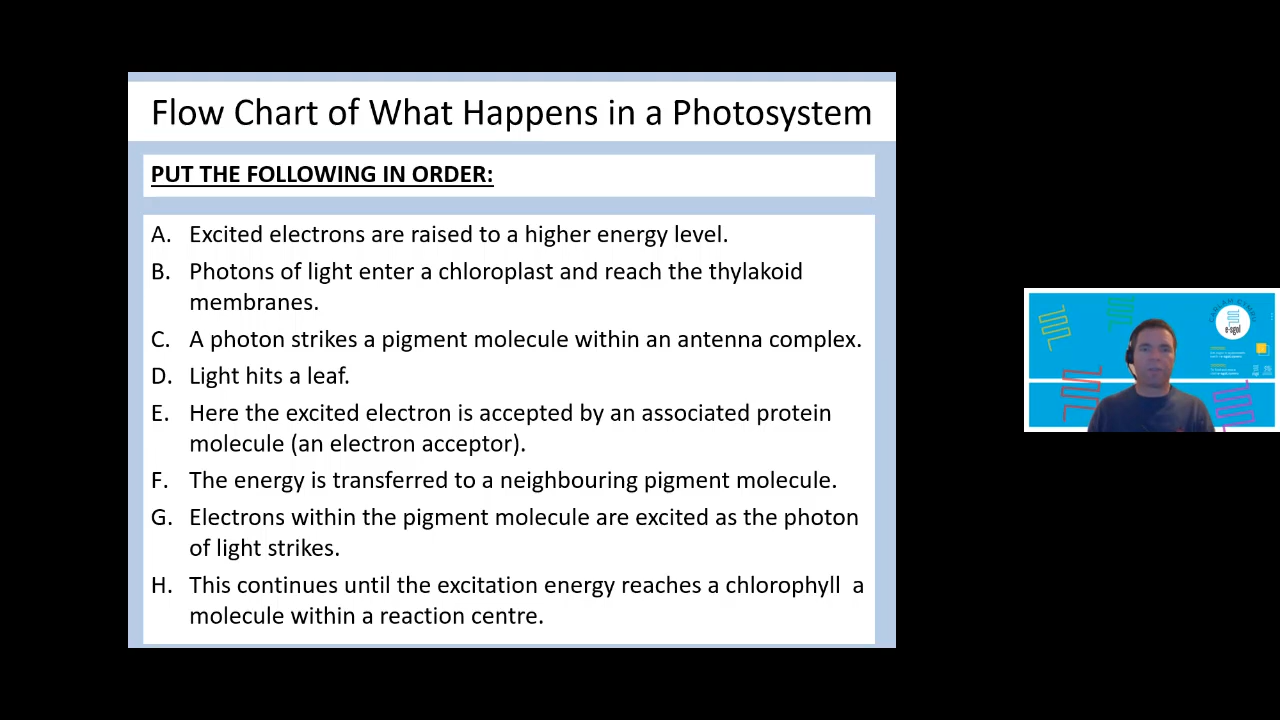 Flow Chart of What Happens in a Photosystem
PUT THE FOLLOWING IN ORDER:
A. Excited electrons are raised to a higher energy level.
B. Photons of light enter a chloroplast and reach the thylakoid
membranes.
C. A photon strikes a pigment molecule within an antenna complex.
D. Light hits a leaf.
E. Here the excited electron is accepted by an associated protein
molecule (an electron acceptor).
F. The energy is transferred to a neighbouring pigment molecule.
G. Electrons within the pigment molecule are excited as the photon
of light strikes.
H. This continues until the excitation energy reaches a chlorophyll a
molecule within a reaction centre.
e-sgol